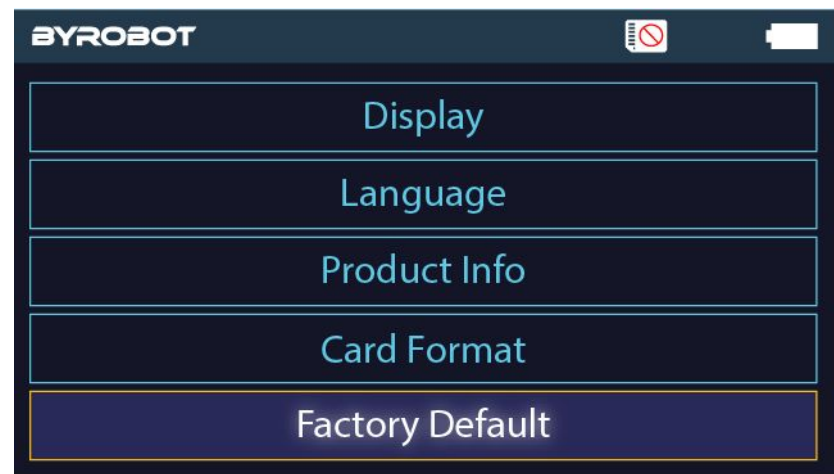 BYROBOT
Display
Language
Product Info
Card Format
Factory Default